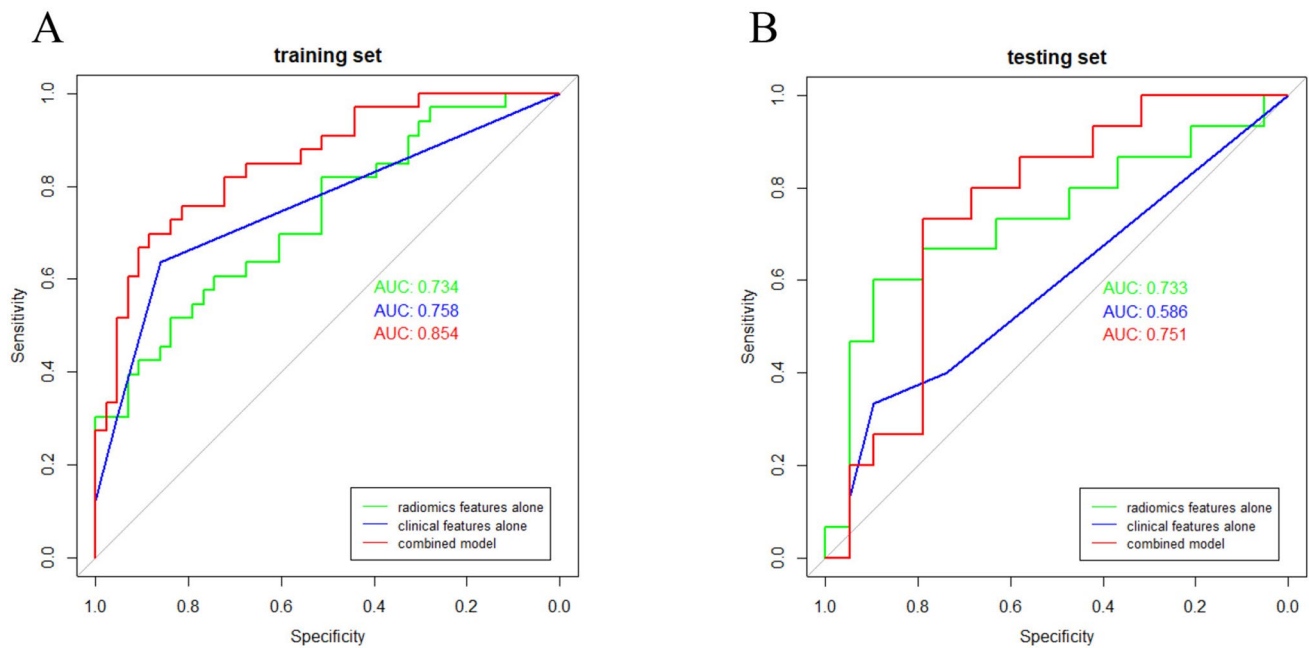 A
training set
Sensitivity
1.0
0.8
0.6
0.4
0.2
0.0
AUC: 0.734
AUC: 0.758
AUC: 0.854
radiomics features alone
clinical features alone
combined model
1.0 0.8 0.6 0.4 0.2 0.0
Specificity
B
testing set
Sensitivity
1.0
0.8
0.6
0.4
0.2
0.0
AUC: 0.733
AUC: 0.586
AUC: 0.751
radiomics features alone
clinical features alone
combined model
1.0 0.8 0.6 0.4 0.2 0.0
Specificity